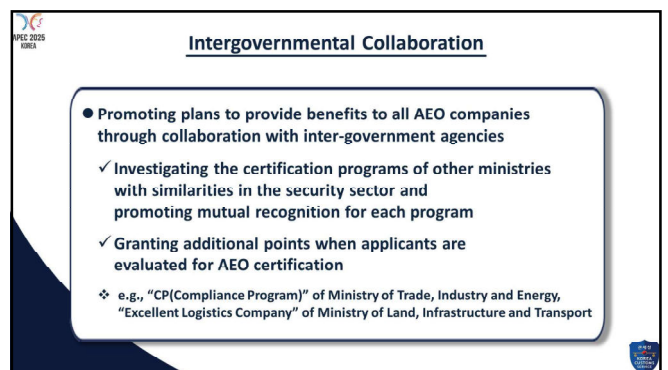 APEC 2025
KOREA
Intergovernmental Collaboration
Promoting plans to provide benefits to all AEO companies
through collaboration with inter-government agencies
Investigating the certification programs of other ministries
with similarities in the security sector and
promoting mutual recognition for each program
Granting additional points when applicants are
evaluated for AEO certification
e.g., “CP(Compliance Program)” of Ministry of Trade, Industry and Energy,
“Excellent Logistics Company” of Ministry of Land, Infrastructure and Transport
KOREA
CUSTOMS
SERVICE